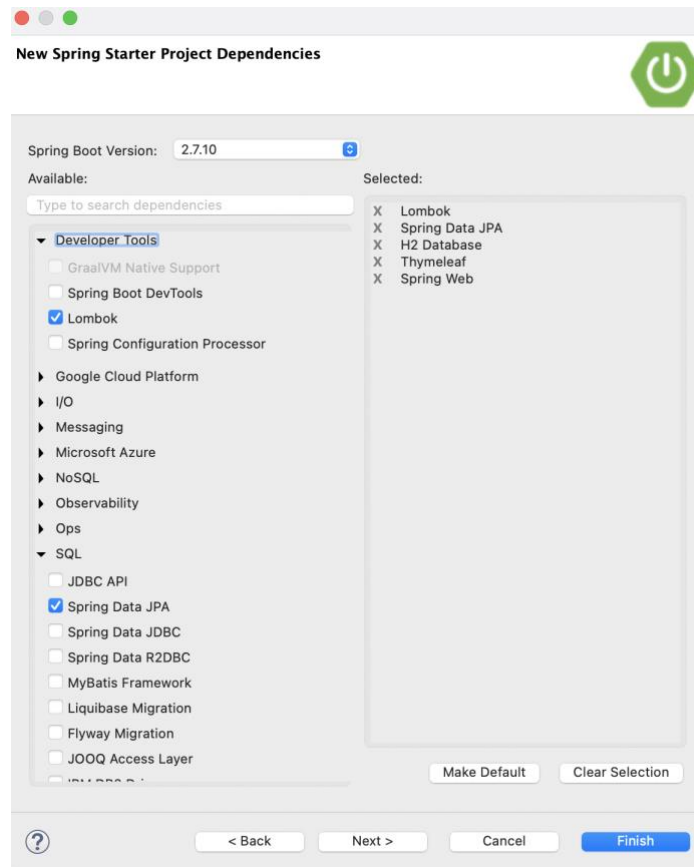 New Spring Starter Project Dependencies
Spring Boot Version: 2.7.10
Available:
Type to search dependencies
Developer Tools
GraalVM Native Support
Spring Boot DevTools
Lombok
Spring Configuration Processor
Google Cloud Platform
I/O
Messaging
Microsoft Azure
NoSQL
Observability
Ops
SQL
JDBC API
Spring Data JPA
Spring Data JDBC
Spring Data R2DBC
MyBatis Framework
Liquibase Migration
Flyway Migration
JOOQ Access Layer
Selected:
X Lombok
X Spring Data JPA
X H2 Database
X Thymeleaf
X Spring Web
Make Default Clear Selection
? < Back Next > Cancel Finish